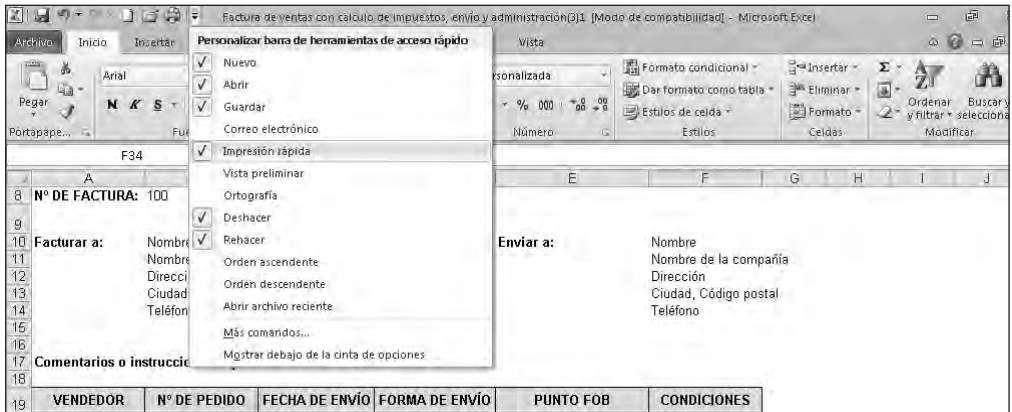 Factura de ventas con cálculo de impuestos, envío y administración(3)1 [Modo de compatibilidad] - Microsoft Excel
Archivo Inicio Insertar Vista
Personalizar barra de herramientas de acceso rápido
Nuevo
Abrir
Guardar
Correo electrónico
Impresión rápida
Vista preliminar
Ortografía
Deshacer
Rehacer
Orden ascendente
Orden descendente
Abrir archivo reciente
Más comandos...
Mostrar debajo de la cinta de opciones
Pegar
Portapape...
Arial
N K S
Fue
rsonalizada
% 000
Número
Formato condicional
Dar formato como tabla
Estilos de celda
Estilos
Insertar
Eliminar
Formato
Celdas
Σ
Ordenar y filtrar
Buscar y selecciona
Modificar
F34
A E F G H I J
8 Nº DE FACTURA: 100
9
10 Facturar a: Nombre Enviar a: Nombre
11 Nombre Nombre de la compañía
12 Direcci Dirección
13 Ciudad Ciudad, Código postal
14 Teléfon Teléfono
15
16
17 Comentarios o instruccio
18
19 VENDEDOR Nº DE PEDIDO FECHA DE ENVÍO FORMA DE ENVÍO PUNTO FOB CONDICIONES